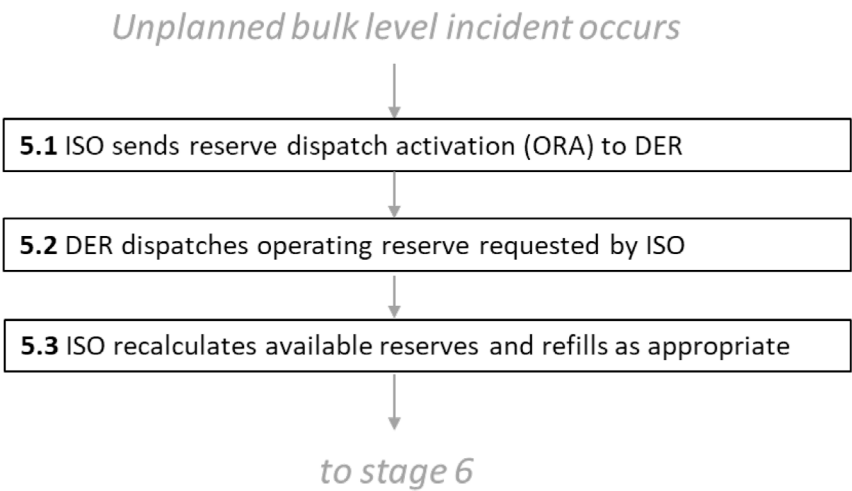 Unplanned bulk level incident occurs
5.1 ISO sends reserve dispatch activation (ORA) to DER
5.2 DER dispatches operating reserve requested by ISO
5.3 ISO recalculates available reserves and refills as appropriate
to stage 6